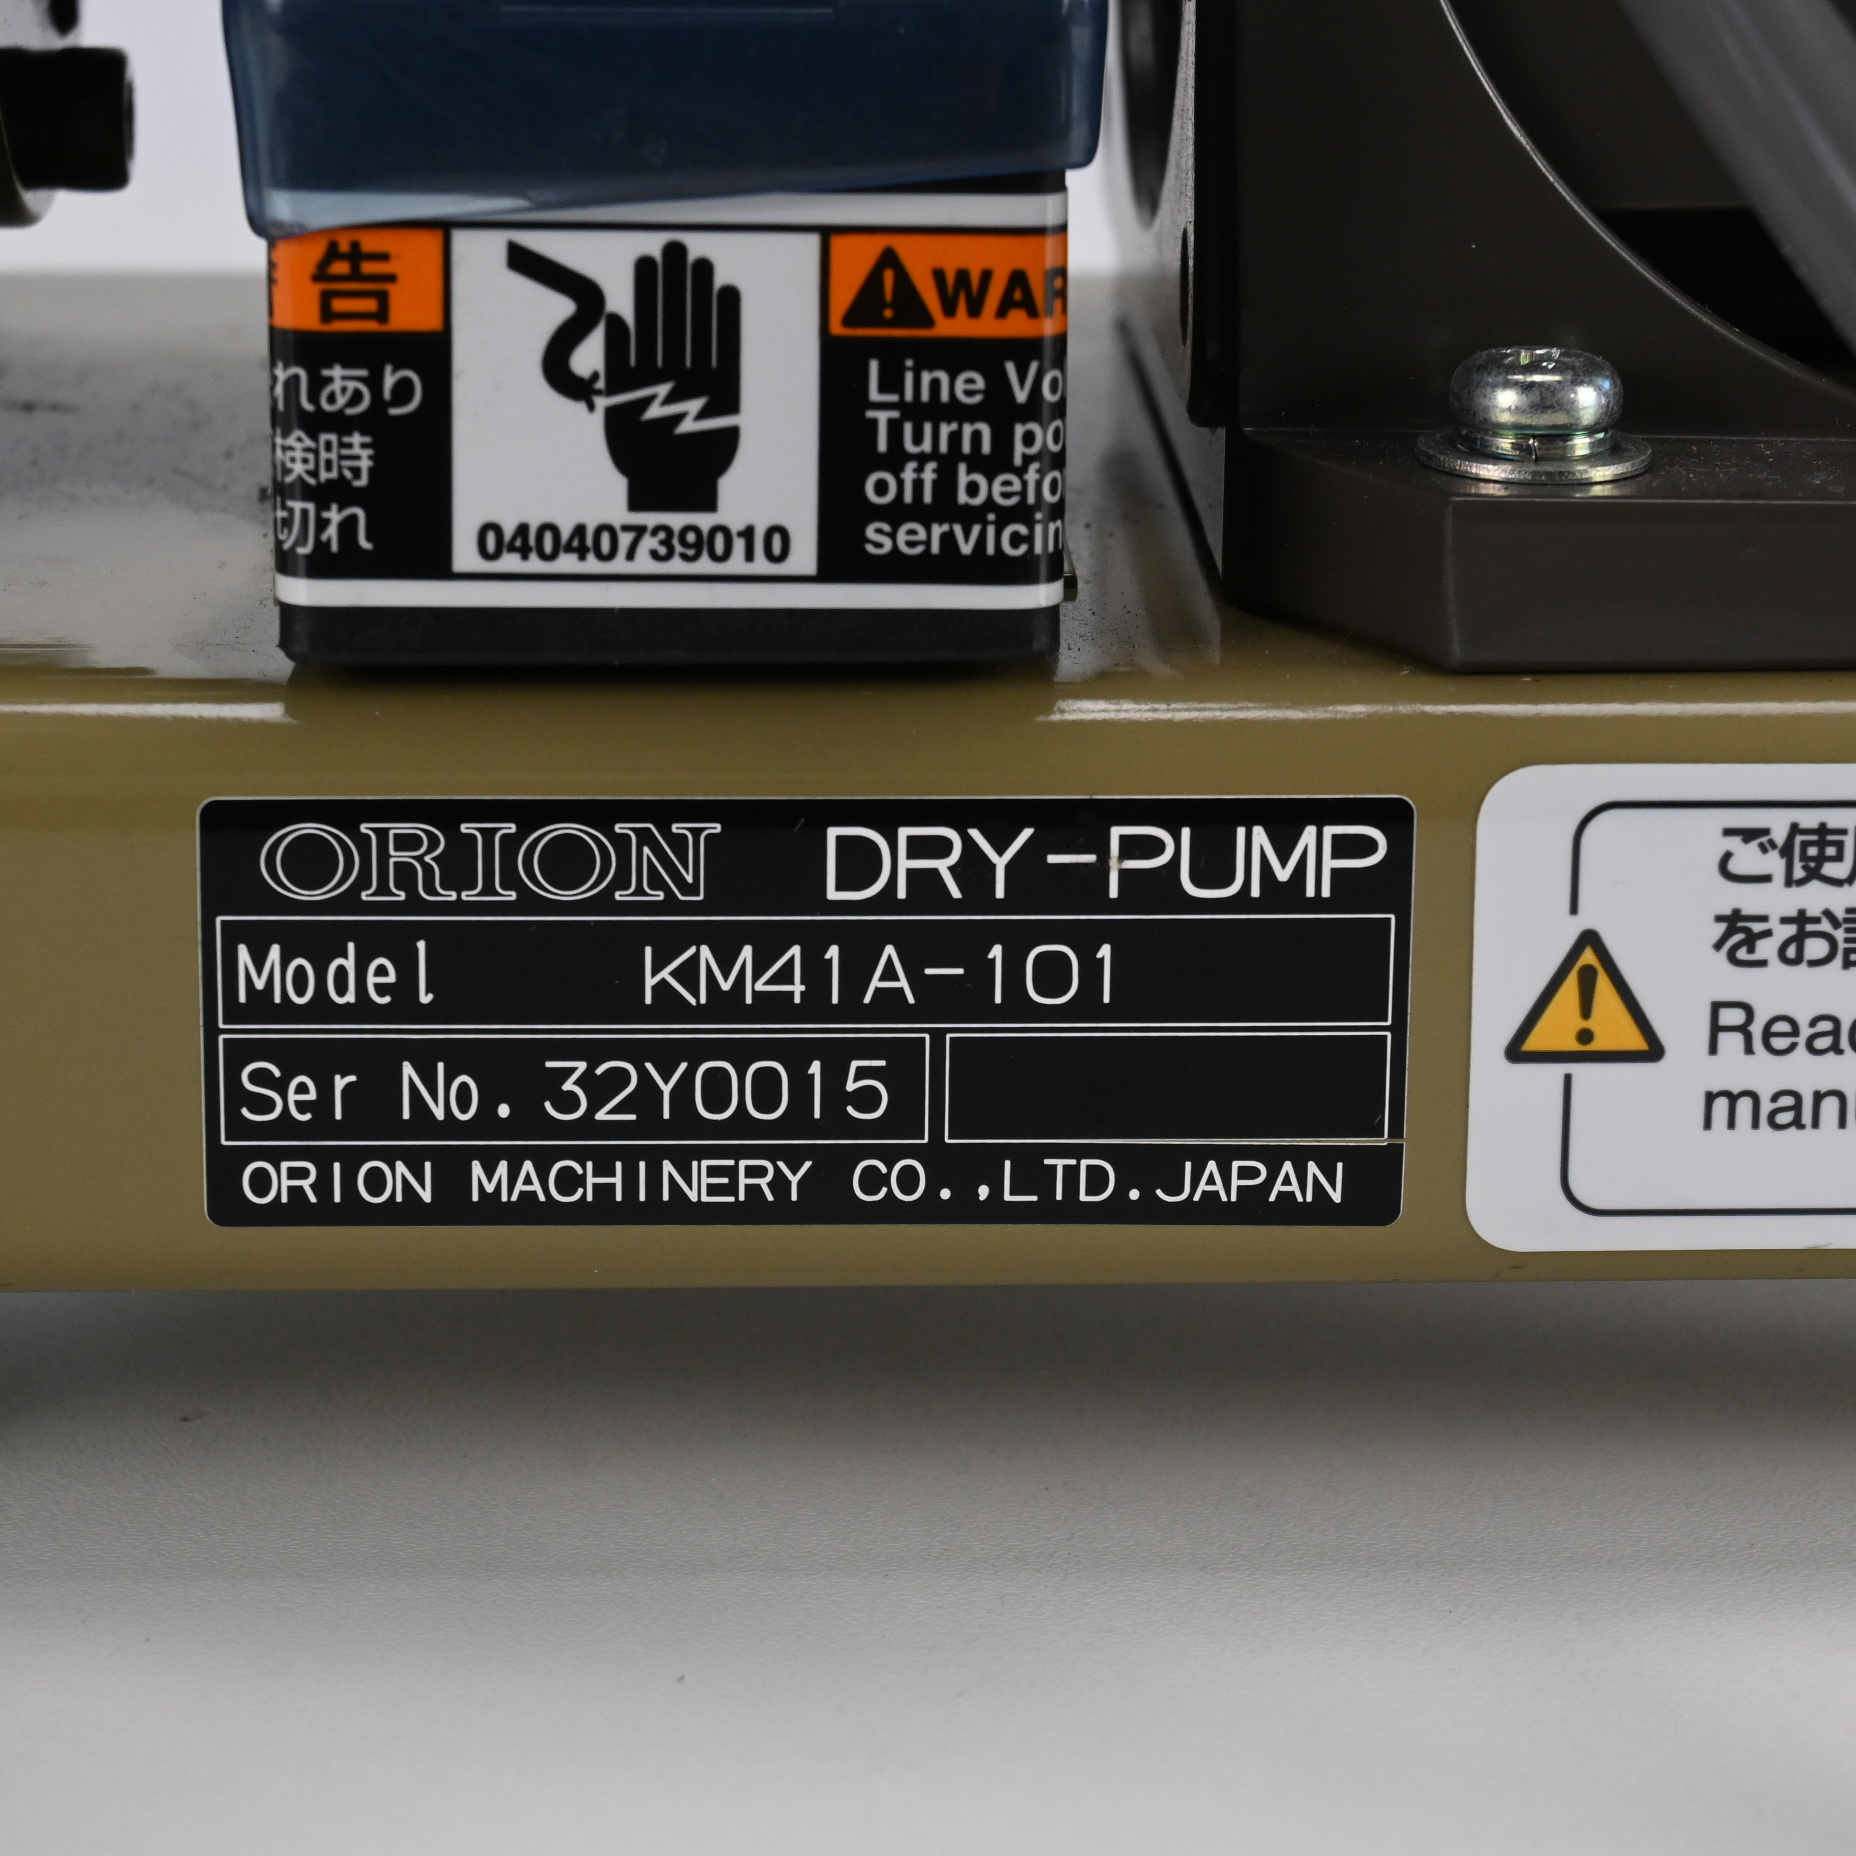 告
れあり
検時
切れ
04040739010
WAR
Line Vo
Turn po
off befo
servicin
ORION DRY-PUMP
Model KM41A-101
Ser No. 32Y0015
ORION MACHINERY CO.,LTD.JAPAN
ご使
をお
Read
manu